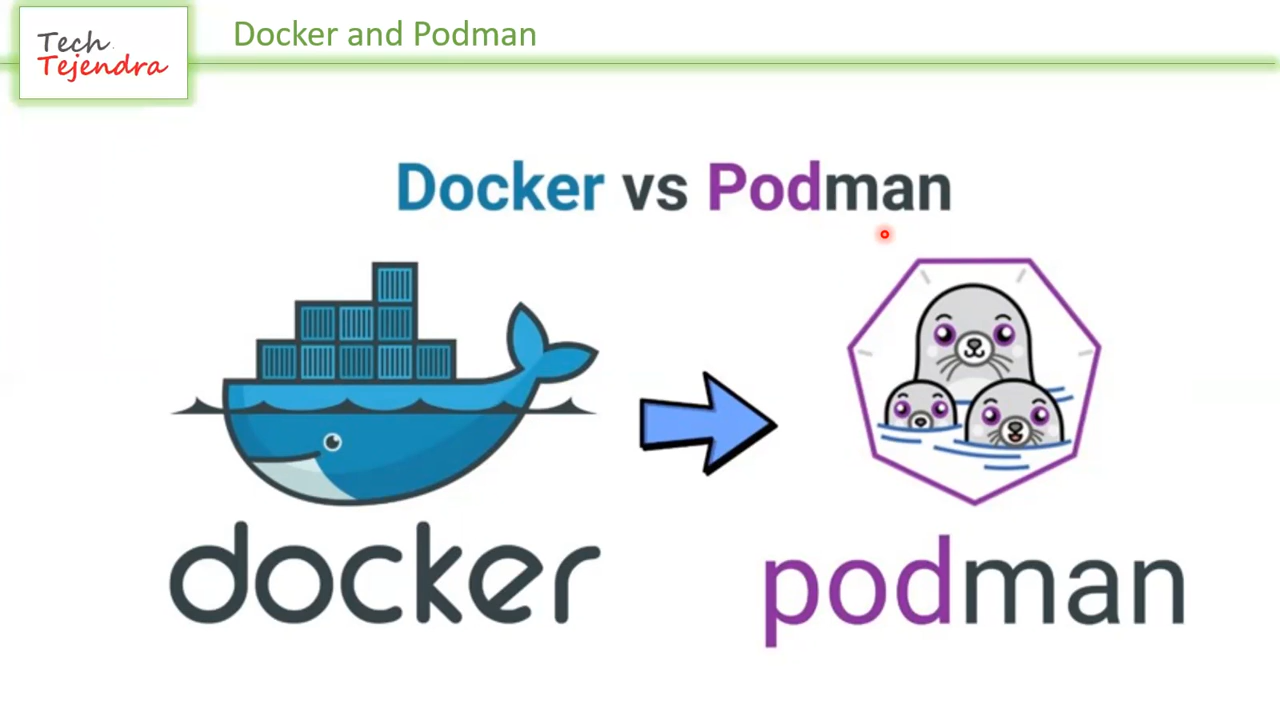 Tech
Tejendra
Docker and Podman
Docker vs Podman
docker
podman